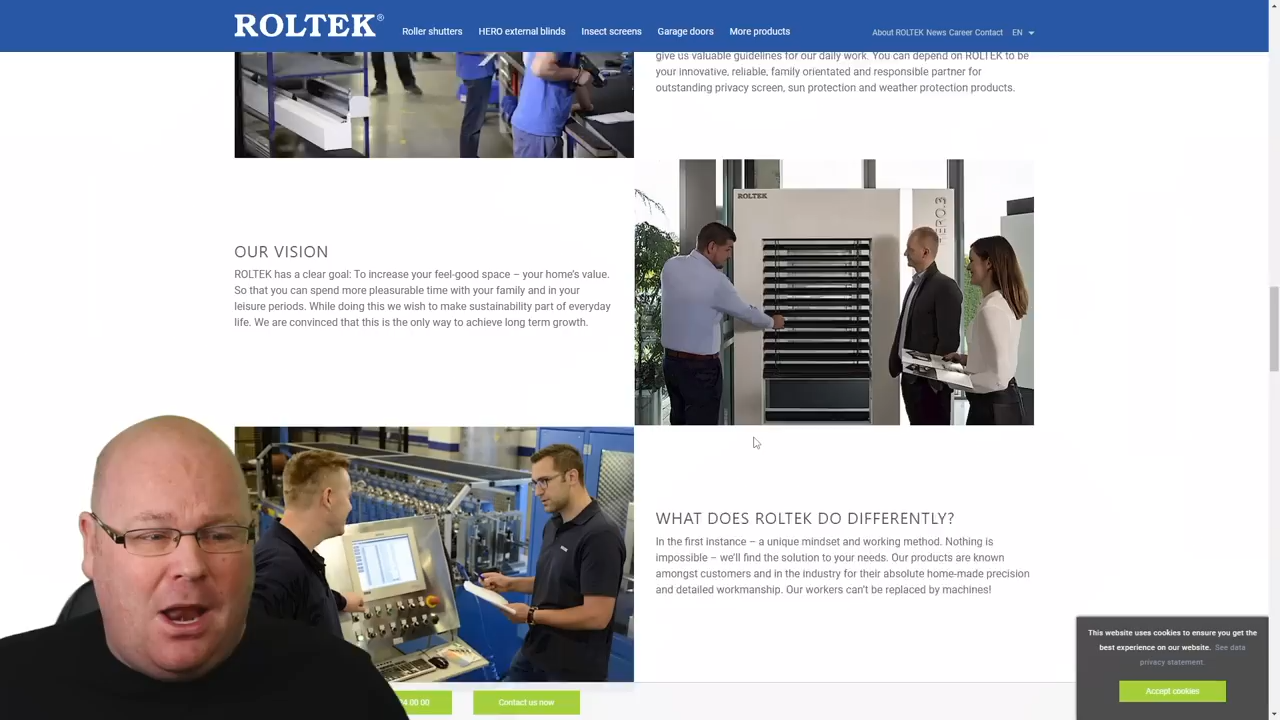 ROLTEK®
Roller shutters
HERO external blinds
Insect screens
Garage doors
More products
About ROLTEK News Career Contact
EN
give us valuable guidelines for our daily work. You can depend on ROLTEK to be
your innovative, reliable, family orientated and responsible partner for
outstanding privacy screen, sun protection and weather protection products.
ROLTEK
HERO.3
OUR VISION
ROLTEK has a clear goal: To increase your feel-good space – your home's value.
So that you can spend more pleasurable time with your family and in your
leisure periods. While doing this we wish to make sustainability part of everyday
life. We are convinced that this is the only way to achieve long term growth.
WHAT DOES ROLTEK DO DIFFERENTLY?
In the first instance – a unique mindset and working method. Nothing is
impossible – we'll find the solution to your needs. Our products are known
amongst customers and in the industry for their absolute home-made precision
and detailed workmanship. Our workers can't be replaced by machines!
This website uses cookies to ensure you get the
best experience on our website. See data
privacy statement.
Accept cookies
4 00 00
Contact us now